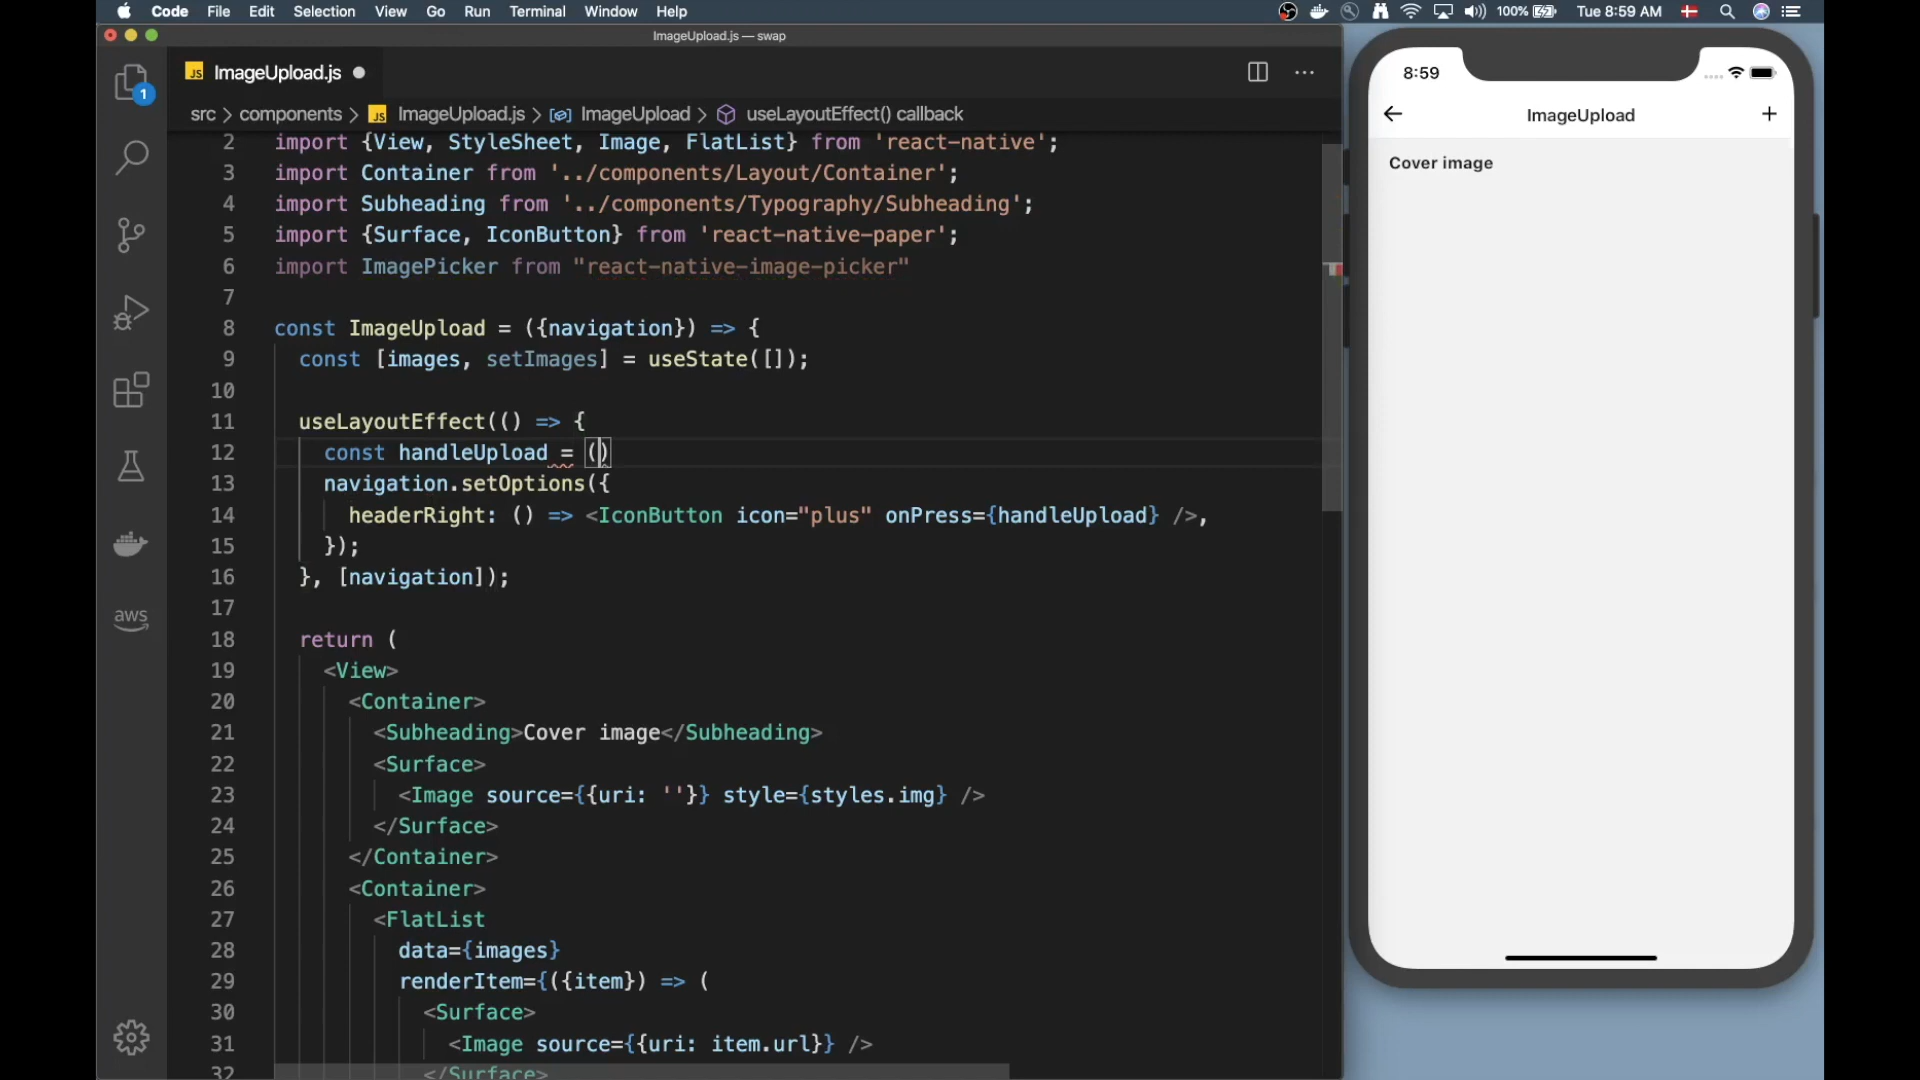 Code File Edit Selection View Go Run Terminal Window Help 100% Tue 8:59 AM
ImageUpload.js — swap
JS ImageUpload.js
src > components > JS ImageUpload.js > ImageUpload > useLayoutEffect() callback
2 import {View, StyleSheet, Image, FlatList} from 'react-native';
3 import Container from '../components/Layout/Container';
4 import Subheading from '../components/Typography/Subheading';
5 import {Surface, IconButton} from 'react-native-paper';
6 import ImagePicker from "react-native-image-picker"
7
8 const ImageUpload = ({navigation}) => {
9 const [images, setImages] = useState([]);
10
11 useLayoutEffect(() => {
12 const handleUpload = ()
13 navigation.setOptions({
14 headerRight: () => <IconButton icon="plus" onPress={handleUpload} />,
15 });
16 }, [navigation]);
17
18 return (
19 <View>
20 <Container>
21 <Subheading>Cover image</Subheading>
22 <Surface>
23 <Image source={{uri: ''}} style={styles.img} />
24 </Surface>
25 </Container>
26 <Container>
27 <FlatList
28 data={images}
29 renderItem={({item}) => (
30 <Surface>
31 <Image source={{uri: item.url}} />
32 </Surface>
1
aws
8:59
ImageUpload
Cover image